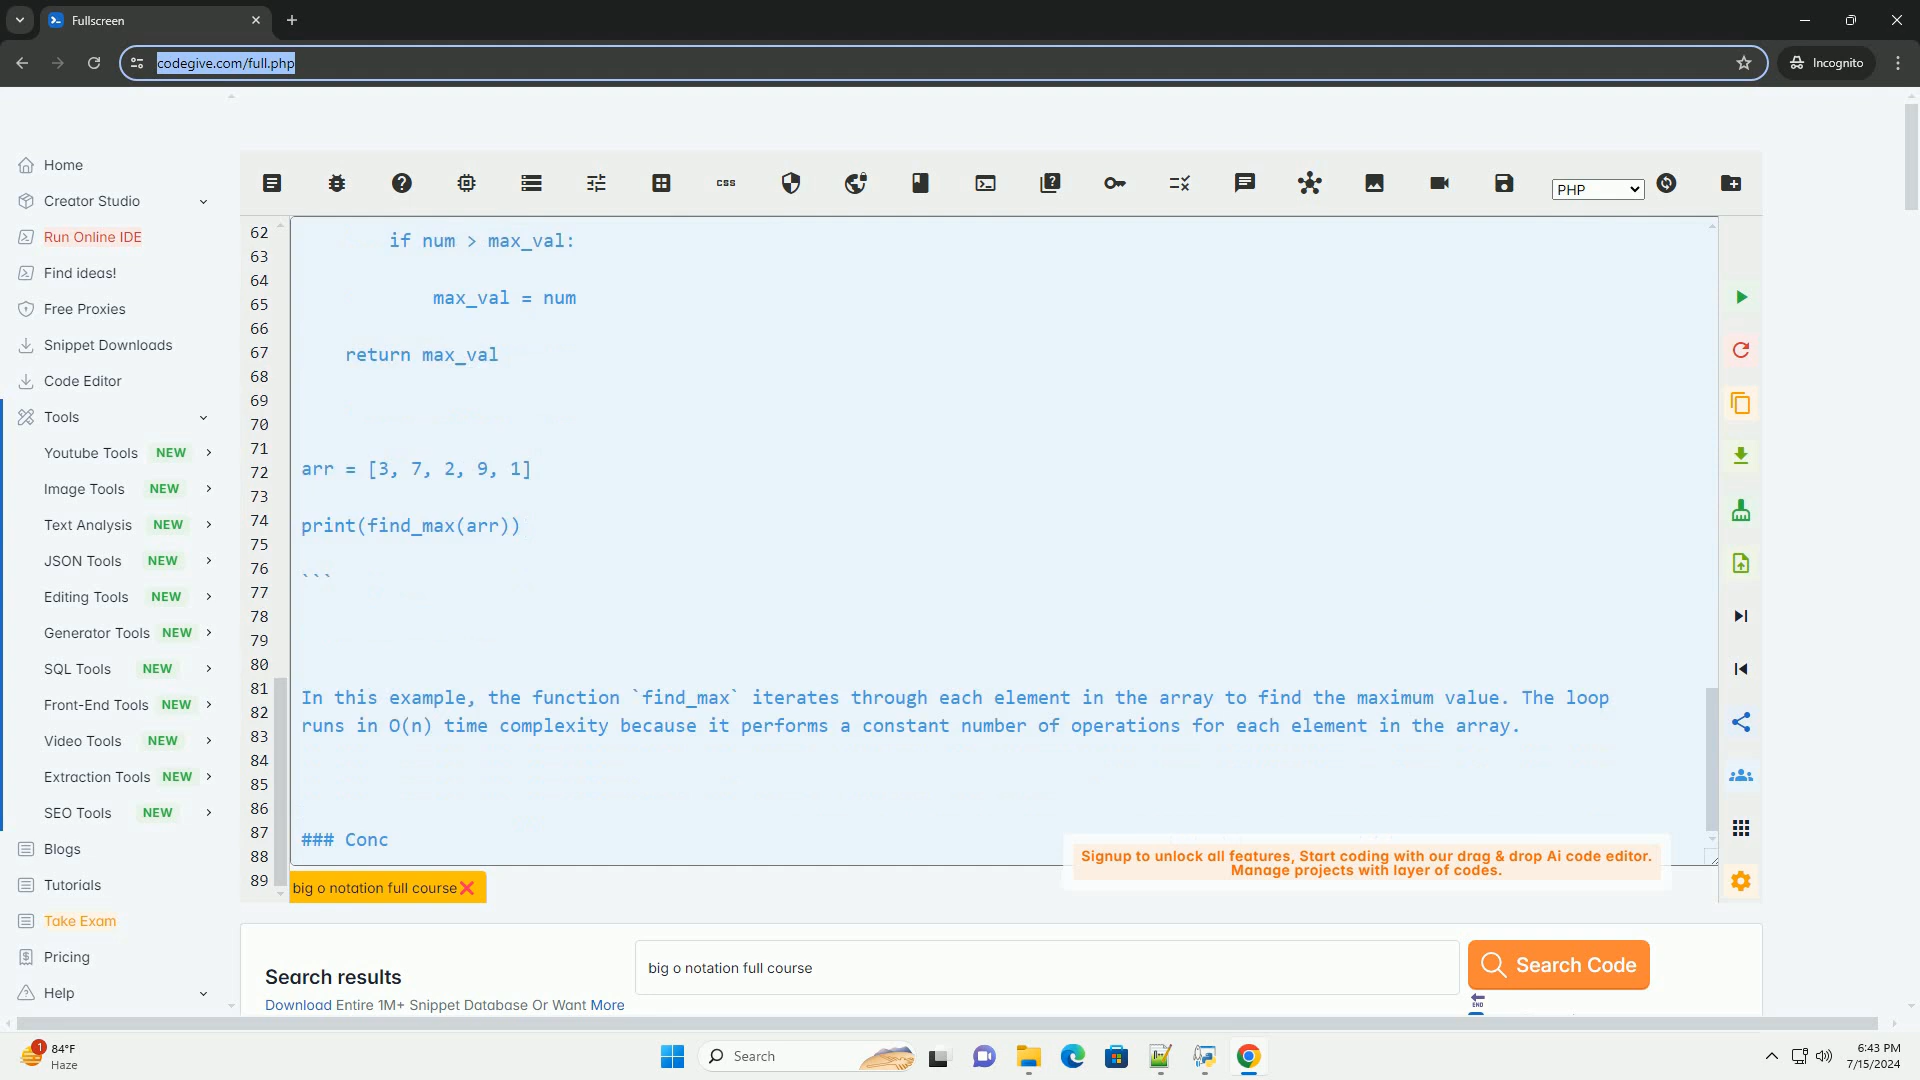 Fullscreen
codegive.com/full.php
Incognito
Home
Creator Studio
Run Online IDE
Find ideas!
Free Proxies
Snippet Downloads
Code Editor
Tools
Youtube Tools NEW
Image Tools NEW
Text Analysis NEW
JSON Tools NEW
Editing Tools NEW
Generator Tools NEW
SQL Tools NEW
Front-End Tools NEW
Video Tools NEW
Extraction Tools NEW
SEO Tools NEW
Blogs
Tutorials
Take Exam
Pricing
Help
css
PHP
62
63
64
65
66
67
68
69
70
71
72
73
74
75
76
77
78
79
80
81
82
83
84
85
86
87
88
89
if num > max_val:
max_val = num
return max_val
arr = [3, 7, 2, 9, 1]
print(find_max(arr))
```
In this example, the function `find_max` iterates through each element in the array to find the maximum value. The loop
runs in O(n) time complexity because it performs a constant number of operations for each element in the array.
### Conc
Signup to unlock all features, Start coding with our drag & drop Ai code editor.
Manage projects with layer of codes.
big o notation full course
Search results
Download Entire 1M+ Snippet Database Or Want More
big o notation full course
Search Code
END
1
84°F
Haze
Search
6:43 PM
7/15/2024